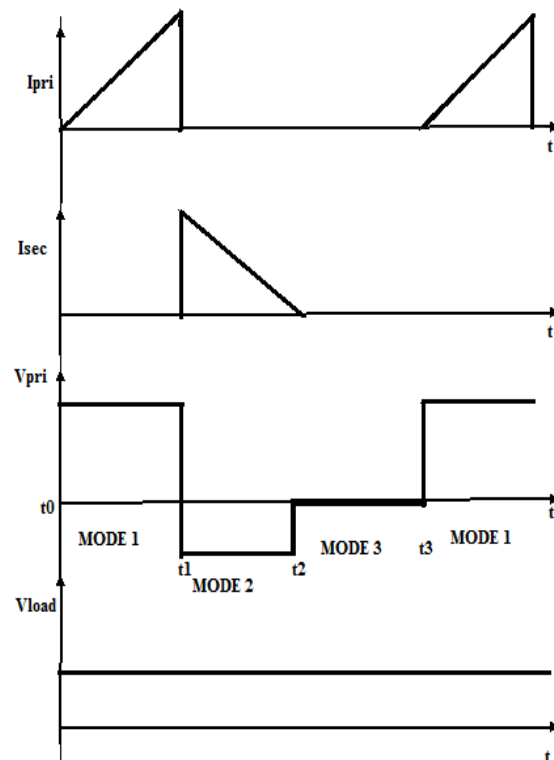 Ipri
t
Isec
t
Vpri
t0
t
MODE 1
MODE 3
t3
MODE 1
t1
t2
MODE 2
Vload
t